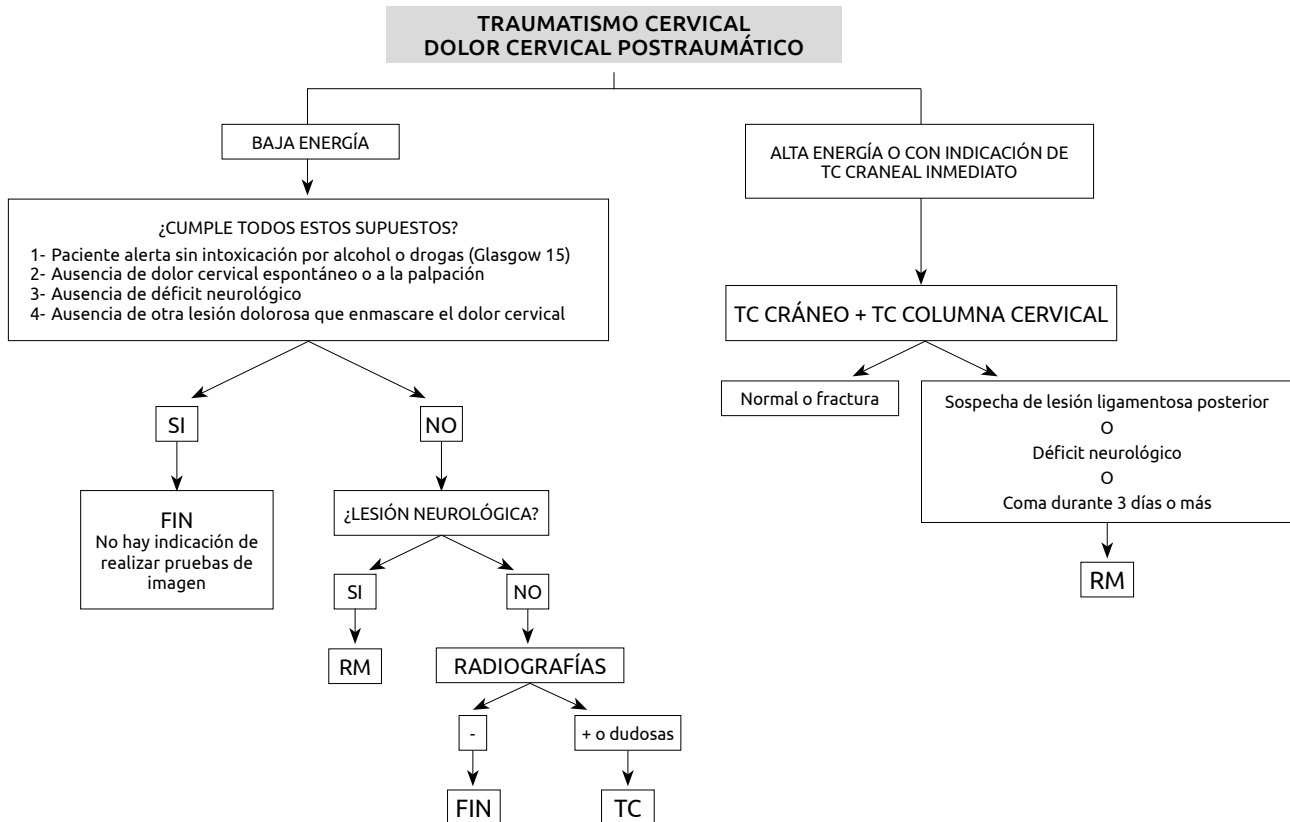 TRAUMATISMO CERVICAL
DOLOR CERVICAL POSTRAUMÁTICO
BAJA ENERGÍA
ALTA ENERGÍA O CON INDICACIÓN DE
TC CRANEAL INMEDIATO
¿CUMPLE TODOS ESTOS SUPUESTOS?
1- Paciente alerta sin intoxicación por alcohol o drogas (Glasgow 15)
2- Ausencia de dolor cervical espontáneo o a la palpación
3- Ausencia de déficit neurológico
4- Ausencia de otra lesión dolorosa que enmascare el dolor cervical
TC CRÁNEO + TC COLUMNA CERVICAL
Normal o fractura
Sospecha de lesión ligamentosa posterior
O
Déficit neurológico
O
Coma durante 3 días o más
RM
SI
NO
FIN
No hay indicación de
realizar pruebas de
imagen
¿LESIÓN NEUROLÓGICA?
SI
NO
RM
RADIOGRAFÍAS
-
+ o dudosas
FIN
TC